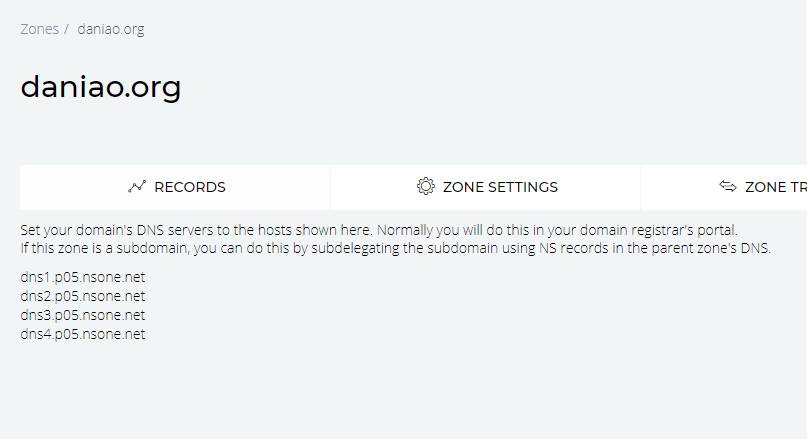 Zones / daniao.org
daniao.org
RECORDS
ZONE SETTINGS
ZONE TR
Set your domain's DNS servers to the hosts shown here. Normally you will do this in your domain registrar's portal.
If this zone is a subdomain, you can do this by subdelegating the subdomain using NS records in the parent zone's DNS.
dns1.p05.nsone.net
dns2.p05.nsone.net
dns3.p05.nsone.net
dns4.p05.nsone.net